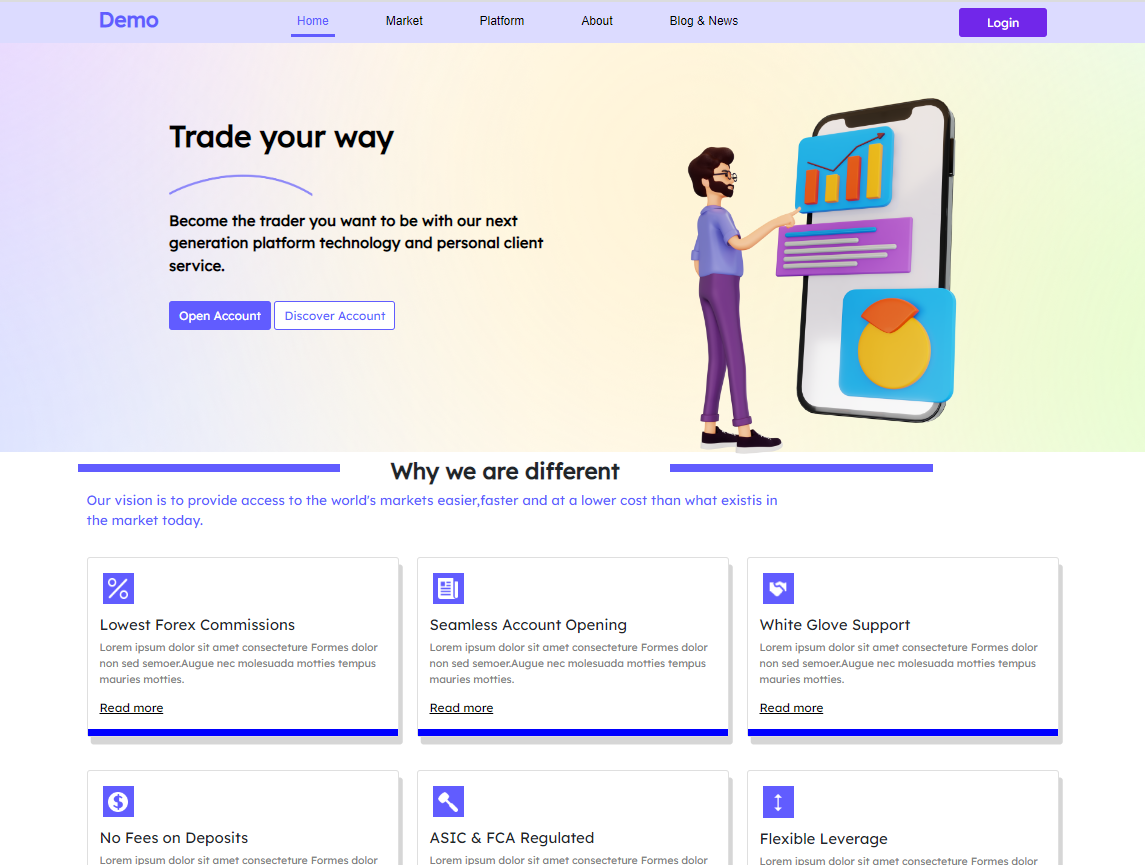 Demo
Home Market Platform About Blog & News Login
Trade your way
Become the trader you want to be with our next
generation platform technology and personal client
service.
Open Account Discover Account
Why we are different
Our vision is to provide access to the world's markets easier,faster and at a lower cost than what existis in
the market today.
Lowest Forex Commissions
Lorem ipsum dolor sit amet consecteture Formes dolor
non sed semoer.Augue nec molesuada motties tempus
mauries motties.
Read more
Seamless Account Opening
Lorem ipsum dolor sit amet consecteture Formes dolor
non sed semoer.Augue nec molesuada motties tempus
mauries motties.
Read more
White Glove Support
Lorem ipsum dolor sit amet consecteture Formes dolor
non sed semoer.Augue nec molesuada motties tempus
mauries motties.
Read more
No Fees on Deposits
Lorem ipsum dolor sit amet consecteture Formes dolor
ASIC & FCA Regulated
Lorem ipsum dolor sit amet consecteture Formes dolor
Flexible Leverage
Lorem ipsum dolor sit amet consecteture Formes dolor